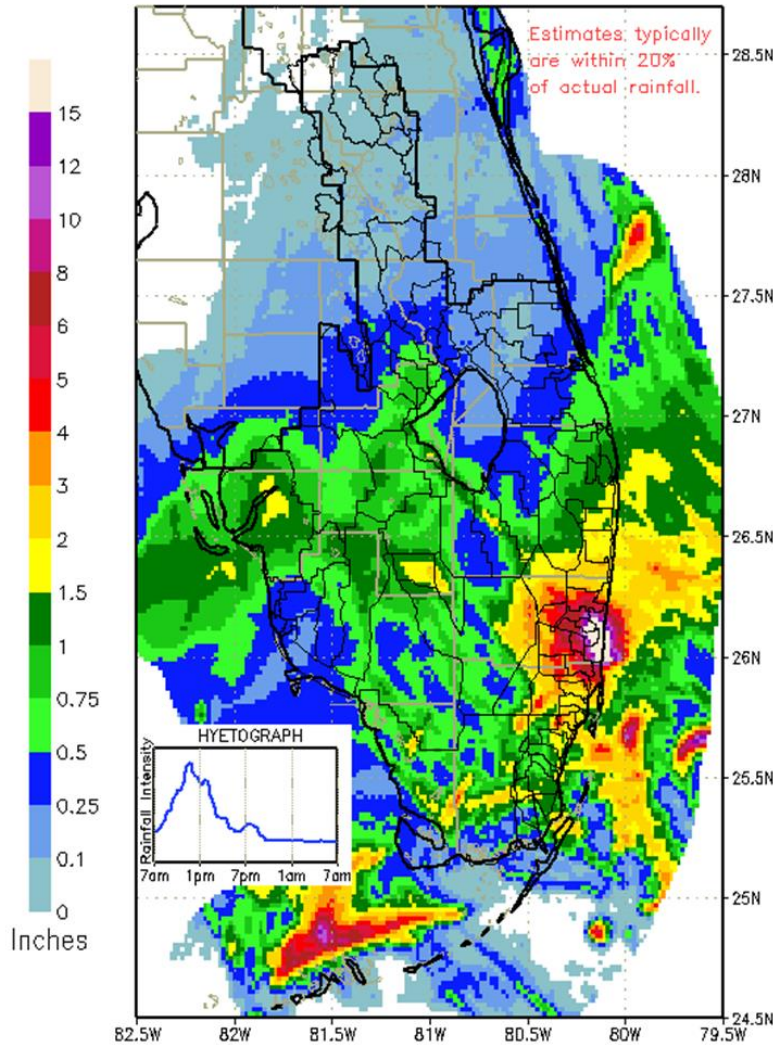 Estimates typically
are within 20%
of actual rainfall.
15
12
10
8
6
5
4
3
2
1.5
1
0.75
0.5
0.25
0.1
0
Inches
28.5N
28N
27.5N
27N
26.5N
26N
25.5N
25N
24.5N
HYETOGRAPH
Rainfall Intensity
7am 1pm 7pm 1am 7am
82.5W 82W 81.5W 81W 80.5W 80W 79.5W